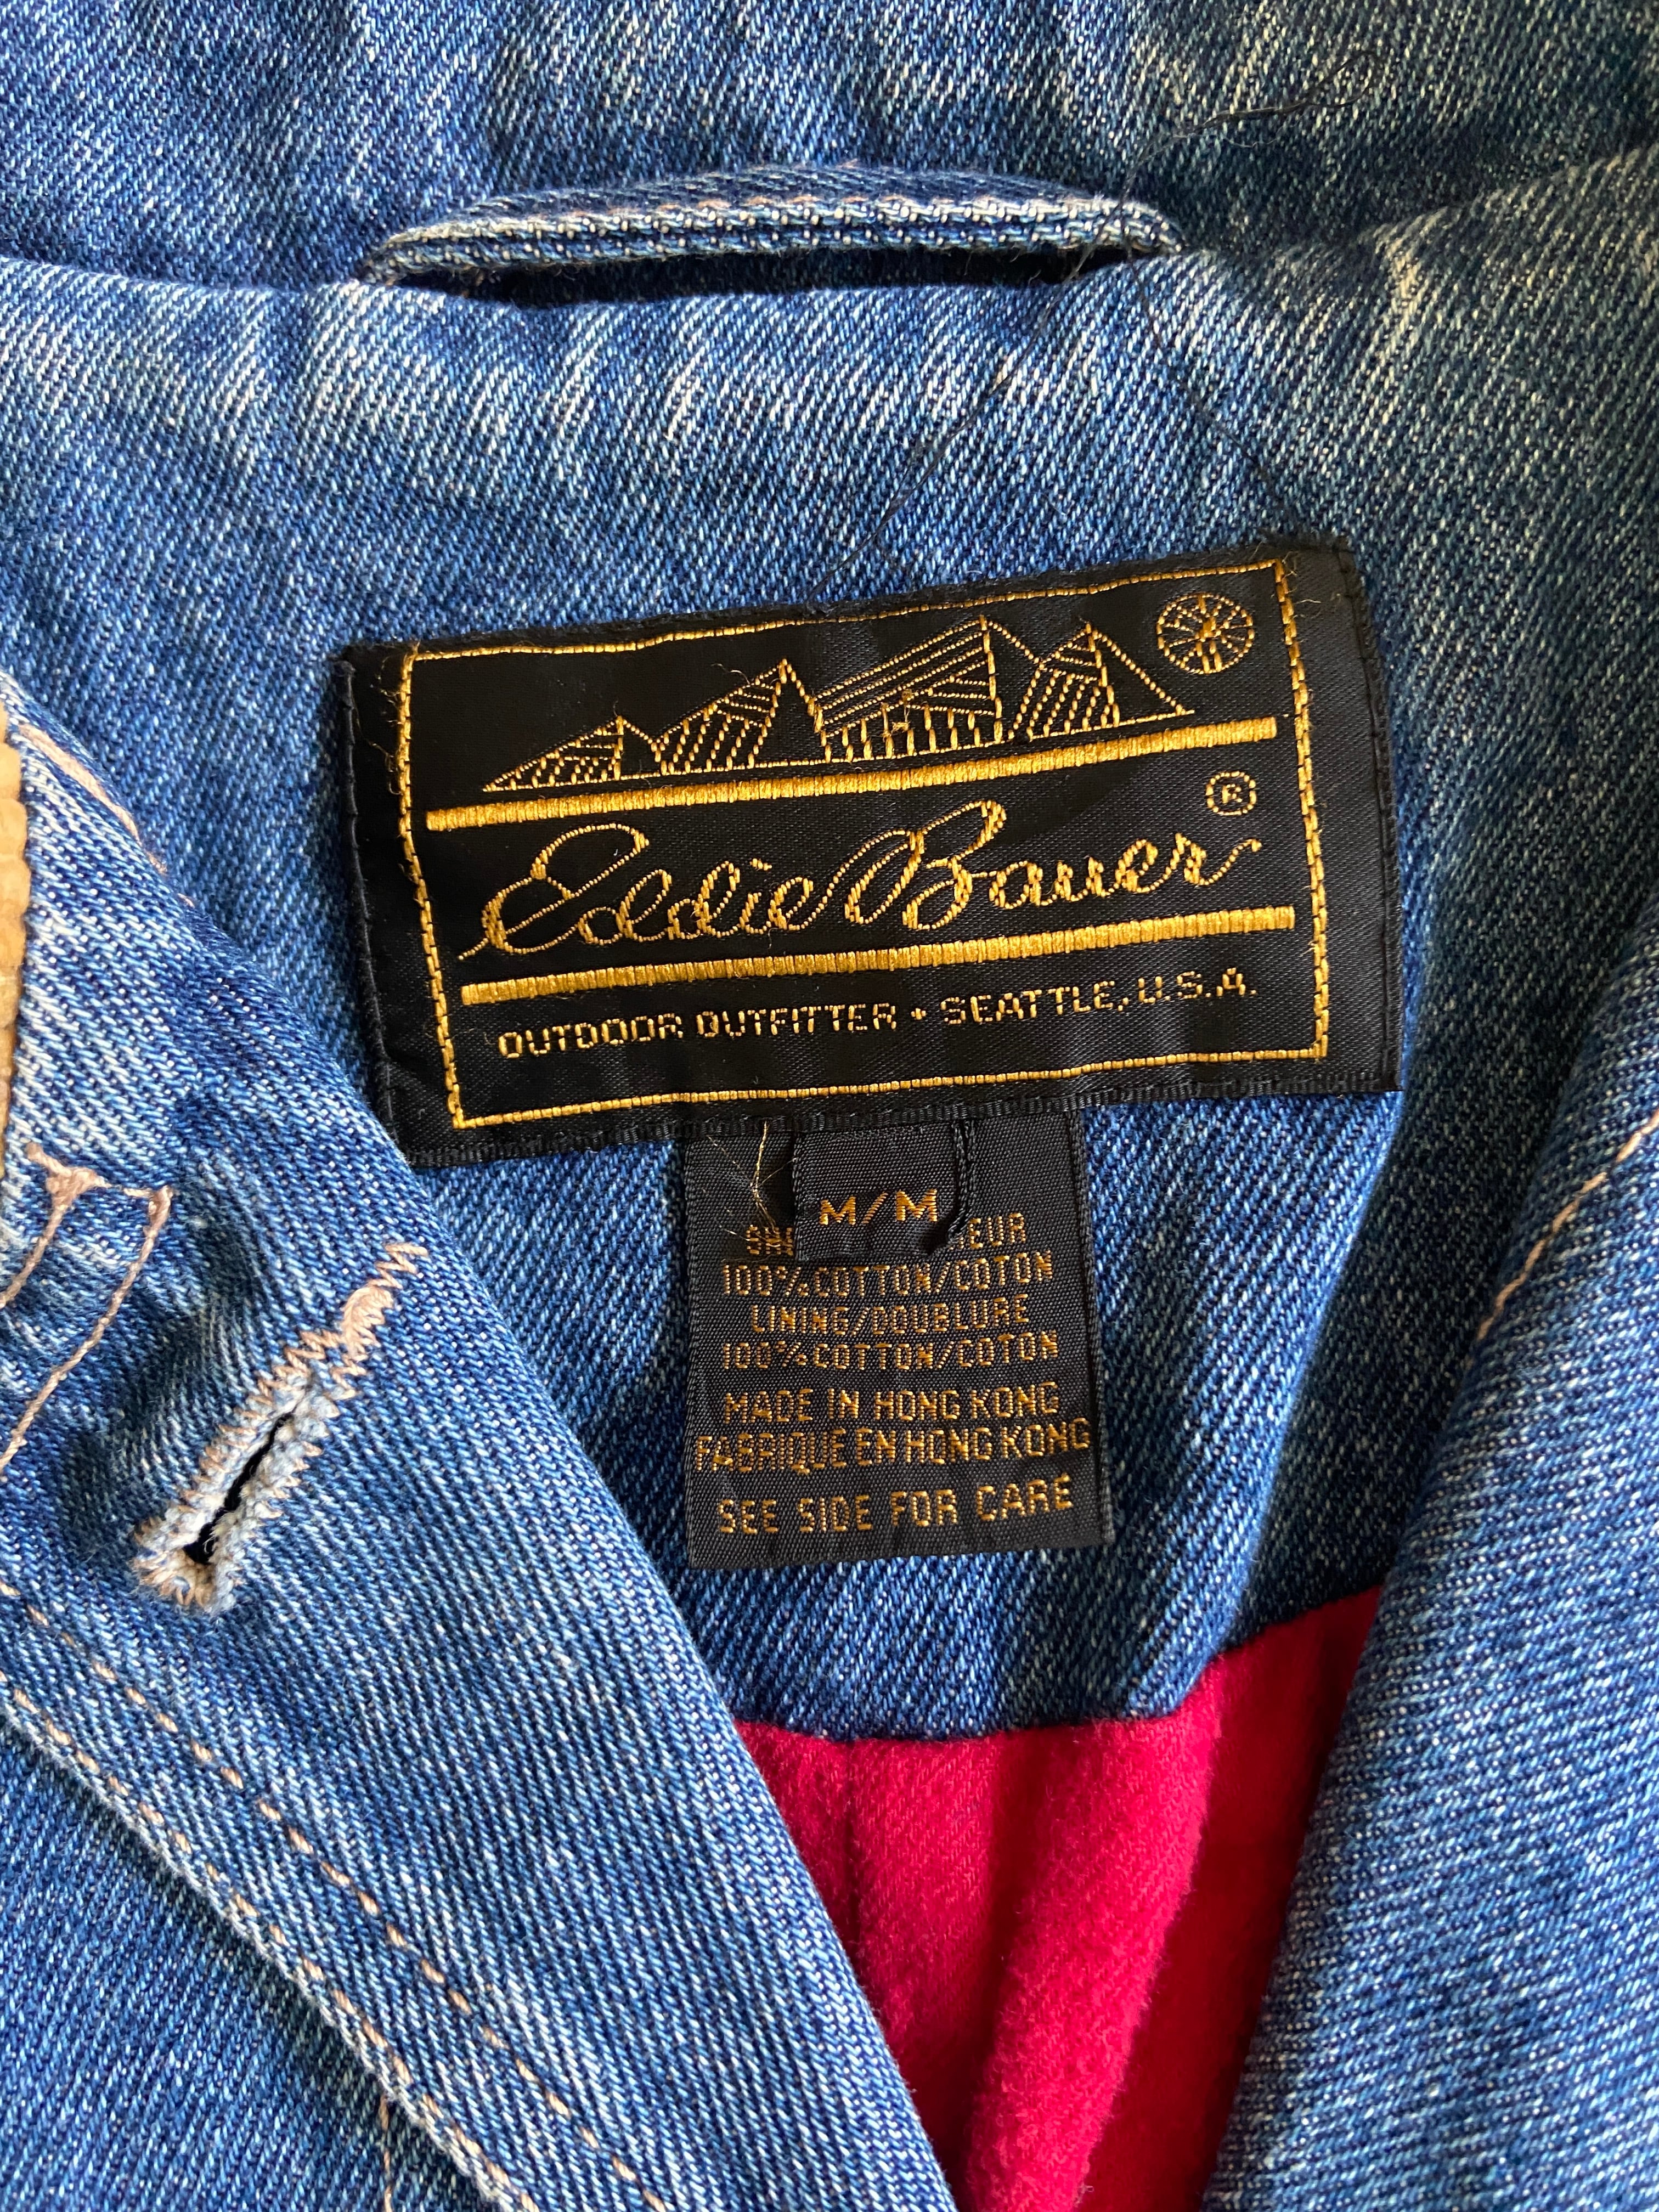 Eddie Bauer ®
OUTDOOR OUTFITTER • SEATTLE, U.S.A.
M/M
100% COTTON/COTON
LINING/DOUBLURE
100% COTTON/COTON
MADE IN HONG KONG
FABRIQUE EN HONG KONG
SEE SIDE FOR CARE